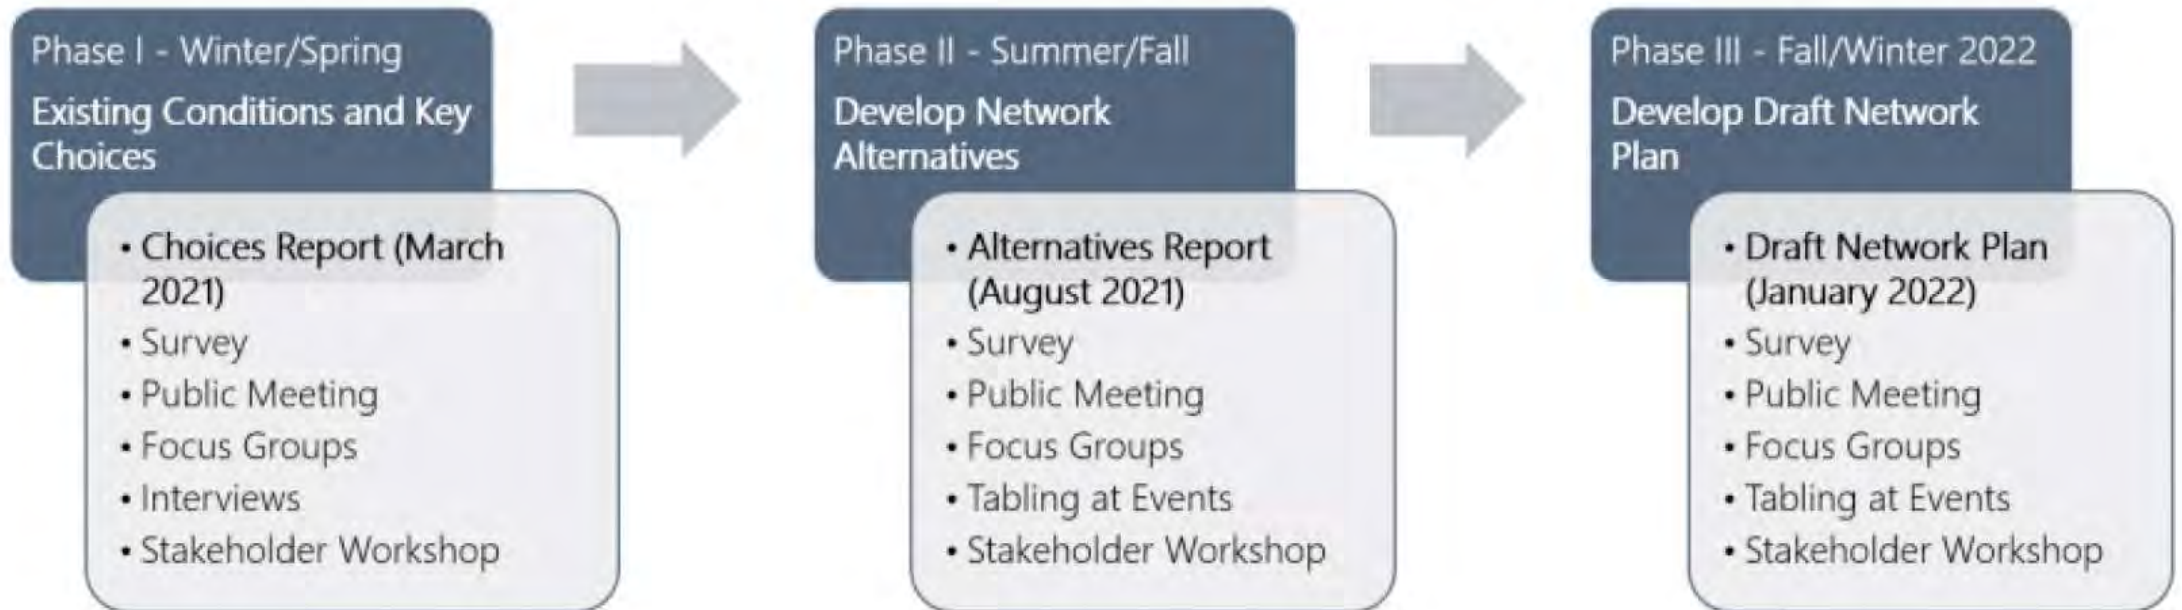 Phase I - Winter/Spring
Existing Conditions and Key
Choices
• Choices Report (March
2021)
• Survey
• Public Meeting
• Focus Groups
• Interviews
• Stakeholder Workshop
Phase II - Summer/Fall
Develop Network
Alternatives
• Alternatives Report
(August 2021)
• Survey
• Public Meeting
• Focus Groups
• Tabling at Events
• Stakeholder Workshop
Phase III - Fall/Winter 2022
Develop Draft Network
Plan
• Draft Network Plan
(January 2022)
• Survey
• Public Meeting
• Focus Groups
• Tabling at Events
• Stakeholder Workshop